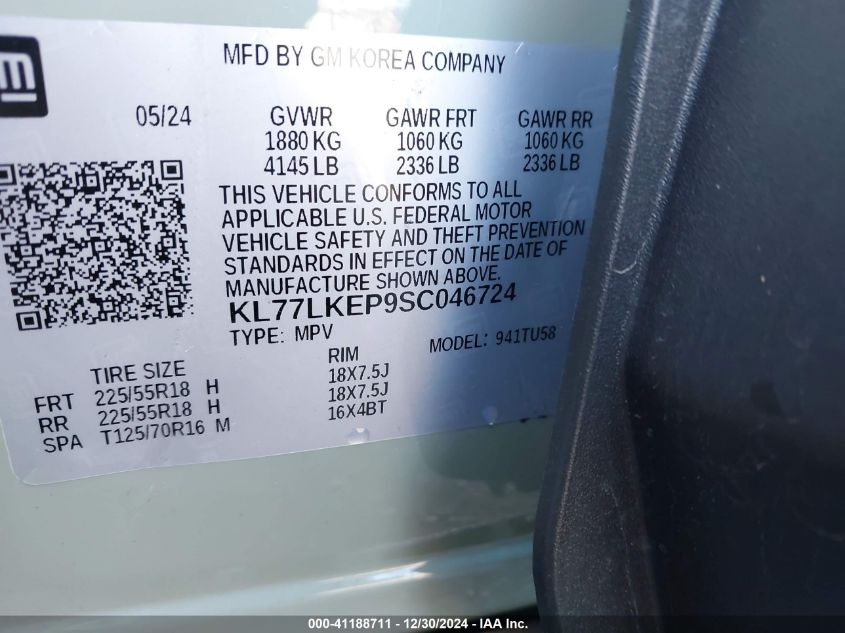 gm
MFD BY GM KOREA COMPANY
05/24 GVWR GAWR FRT GAWR RR
1880 KG 1060 KG 1060 KG
4145 LB 2336 LB 2336 LB
THIS VEHICLE CONFORMS TO ALL
APPLICABLE U.S. FEDERAL MOTOR
VEHICLE SAFETY AND THEFT PREVENTION
STANDARDS IN EFFECT ON THE DATE OF
MANUFACTURE SHOWN ABOVE.
KL77LKEP9SC046724
TYPE: MPV MODEL: 941TU58
TIRE SIZE RIM
FRT 225/55R18 H 18X7.5J
RR 225/55R18 H 18X7.5J
SPA T125/70R16 M 16X4BT
000-41188711 - 12/30/2024 - IAA Inc.